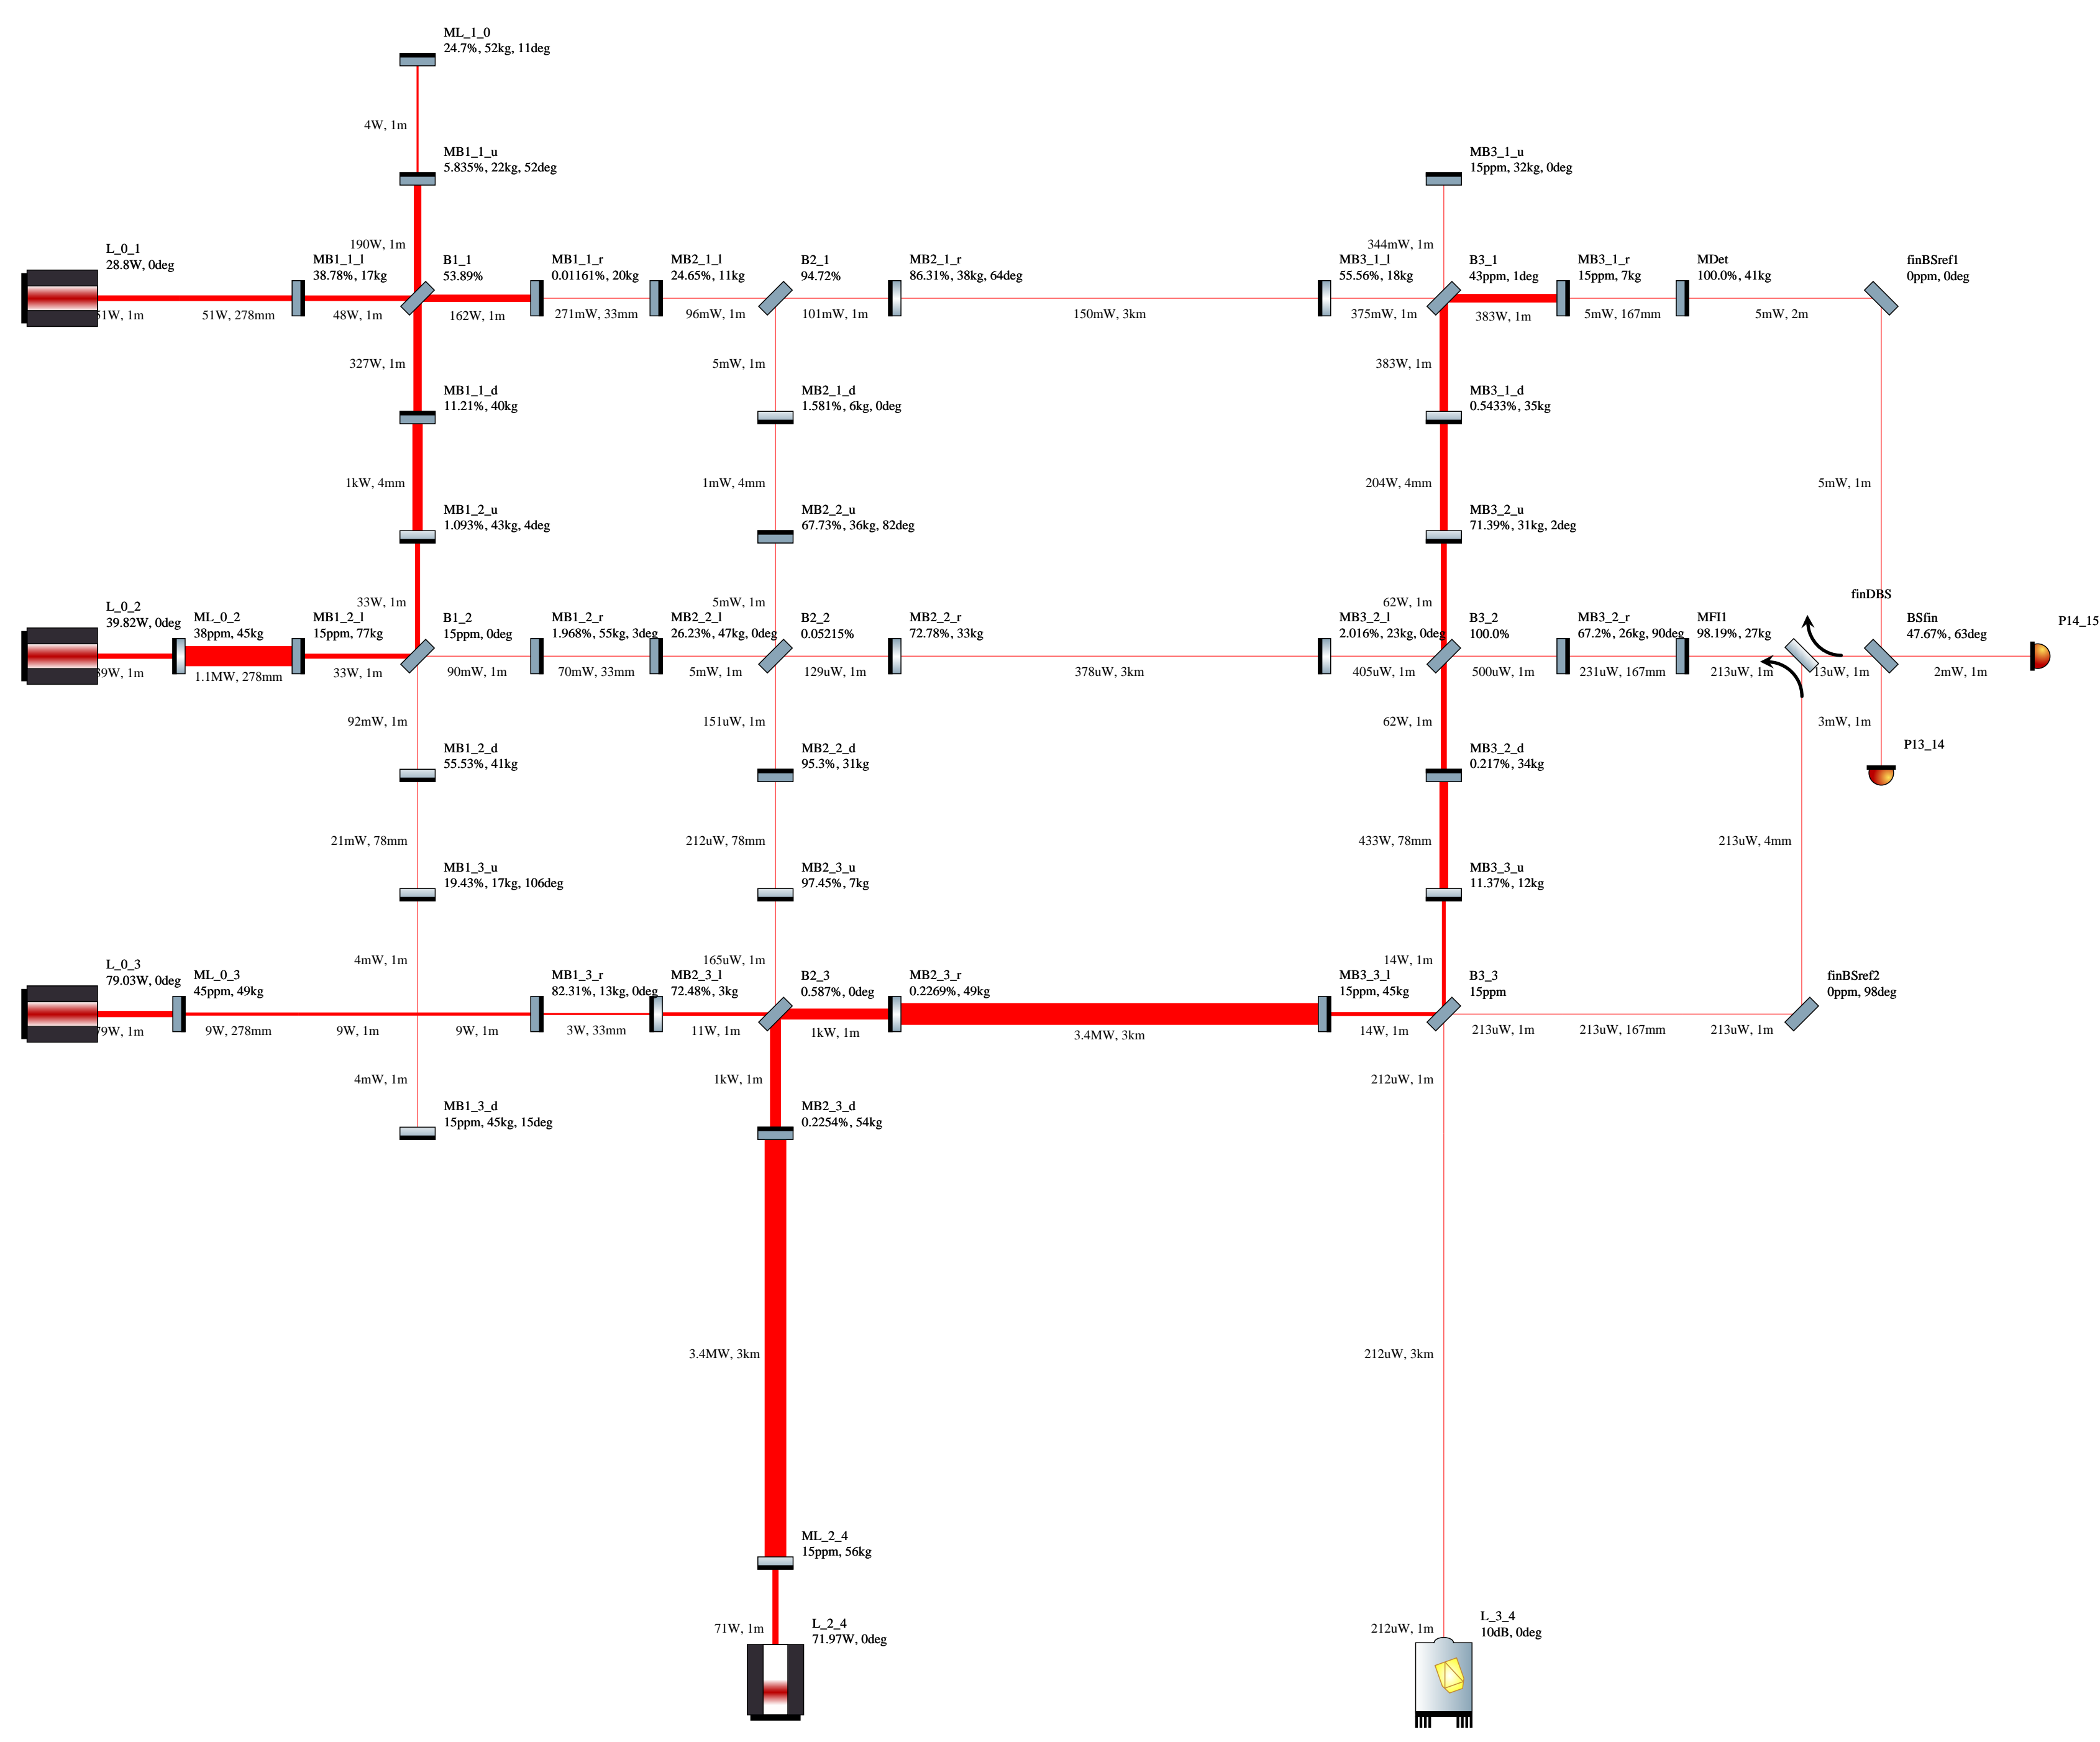 ML_1_0
24.7%, 52kg, 11deg
4W, 1m
MB1_1_u
5.835%, 22kg, 52deg
MB3_1_u
15ppm, 32kg, 0deg
190W, 1m
344mW, 1m
L_0_1
28.8W, 0deg
MB1_1_l
38.78%, 17kg
B1_1
53.89%
MB1_1_r
0.01161%, 20kg
MB2_1_l
24.65%, 11kg
B2_1
94.72%
MB2_1_r
86.31%, 38kg, 64deg
MB3_1_l
55.56%, 18kg
B3_1
43ppm, 1deg
MB3_1_r
15ppm, 7kg
MDet
100.0%, 41kg
finBSref1
0ppm, 0deg
51W, 1m
51W, 278mm
48W, 1m
162W, 1m
271mW, 33mm
96mW, 1m
101mW, 1m
150mW, 3km
375mW, 1m
383W, 1m
5mW, 167mm
5mW, 2m
327W, 1m
5mW, 1m
383W, 1m
MB1_1_d
11.21%, 40kg
MB2_1_d
1.581%, 6kg, 0deg
MB3_1_d
0.5433%, 35kg
1kW, 4mm
1mW, 4mm
204W, 4mm
5mW, 1m
MB1_2_u
1.093%, 43kg, 4deg
MB2_2_u
67.73%, 36kg, 82deg
MB3_2_u
71.39%, 31kg, 2deg
33W, 1m
5mW, 1m
62W, 1m
finDBS
L_0_2
39.82W, 0deg
ML_0_2
38ppm, 45kg
MB1_2_l
15ppm, 77kg
B1_2
15ppm, 0deg
MB1_2_r
1.968%, 55kg, 3deg
MB2_2_l
26.23%, 47kg, 0deg
B2_2
0.05215%
MB2_2_r
72.78%, 33kg
MB3_2_l
2.016%, 23kg, 0deg
B3_2
100.0%
MB3_2_r
67.2%, 26kg, 90deg
MFI1
98.19%, 27kg
BSfin
47.67%, 63deg
P14_15
39W, 1m
1.1MW, 278mm
33W, 1m
90mW, 1m
70mW, 33mm
5mW, 1m
129uW, 1m
378uW, 3km
405uW, 1m
500uW, 1m
231uW, 167mm
213uW, 1m
13uW, 1m
2mW, 1m
92mW, 1m
151uW, 1m
62W, 1m
3mW, 1m
MB1_2_d
55.53%, 41kg
MB2_2_d
95.3%, 31kg
MB3_2_d
0.217%, 34kg
P13_14
21mW, 78mm
212uW, 78mm
433W, 78mm
213uW, 4mm
MB1_3_u
19.43%, 17kg, 106deg
MB2_3_u
97.45%, 7kg
MB3_3_u
11.37%, 12kg
4mW, 1m
165uW, 1m
14W, 1m
L_0_3
79.03W, 0deg
ML_0_3
45ppm, 49kg
MB1_3_r
82.31%, 13kg, 0deg
MB2_3_l
72.48%, 3kg
B2_3
0.587%, 0deg
MB2_3_r
0.2269%, 49kg
MB3_3_l
15ppm, 45kg
B3_3
15ppm
finBSref2
0ppm, 98deg
79W, 1m
9W, 278mm
9W, 1m
9W, 1m
3W, 33mm
11W, 1m
1kW, 1m
3.4MW, 3km
14W, 1m
213uW, 1m
213uW, 167mm
213uW, 1m
4mW, 1m
1kW, 1m
212uW, 1m
MB1_3_d
15ppm, 45kg, 15deg
MB2_3_d
0.2254%, 54kg
3.4MW, 3km
212uW, 3km
ML_2_4
15ppm, 56kg
71W, 1m
212uW, 1m
L_2_4
71.97W, 0deg
L_3_4
10dB, 0deg